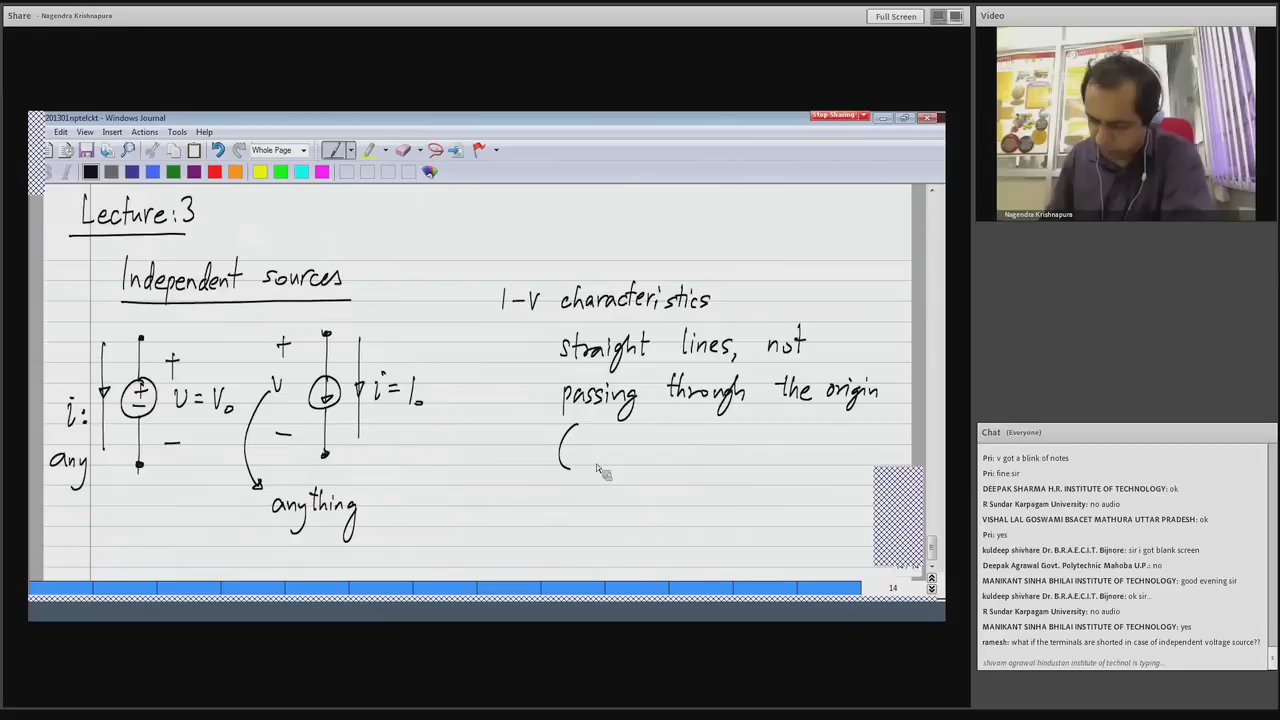 Share - Nagendra Krishnapura
Full Screen
Video
201301nptelckt - Windows Journal
Stop Sharing
Edit View Insert Actions Tools Help
Whole Page
Lecture:3
Independent sources
+ v = V₀ −
i: any
+ v −
i = I₀
anything
I-V characteristics
straight lines, not
passing through the origin
(
14
Nagendra Krishnapura
Chat (Everyone)
Pri: v got a blink of notes
Pri: fine sir
DEEPAK SHARMA H.R. INSTITUTE OF TECHNOLOGY: ok
R Sundar Karpagam University: no audio
VISHAL LAL GOSWAMI BSACET MATHURA UTTAR PRADESH: ok
Pri: yes
kuldeep shivhare Dr. B.R.A.E.C.I.T. Bijnore: sir i got blank screen
Deepak Agrawal Govt. Polytechnic Mahoba U.P.: no
MANIKANT SINHA BHILAI INSTITUTE OF TECHNOLOGY: good evening sir
kuldeep shivhare Dr. B.R.A.E.C.I.T. Bijnore: ok sir...
R Sundar Karpagam University: no audio
MANIKANT SINHA BHILAI INSTITUTE OF TECHNOLOGY: yes
ramesh: what if the terminals are shorted in case of independent voltage source??
shivam agrawal hindustan institute of technol is typing...